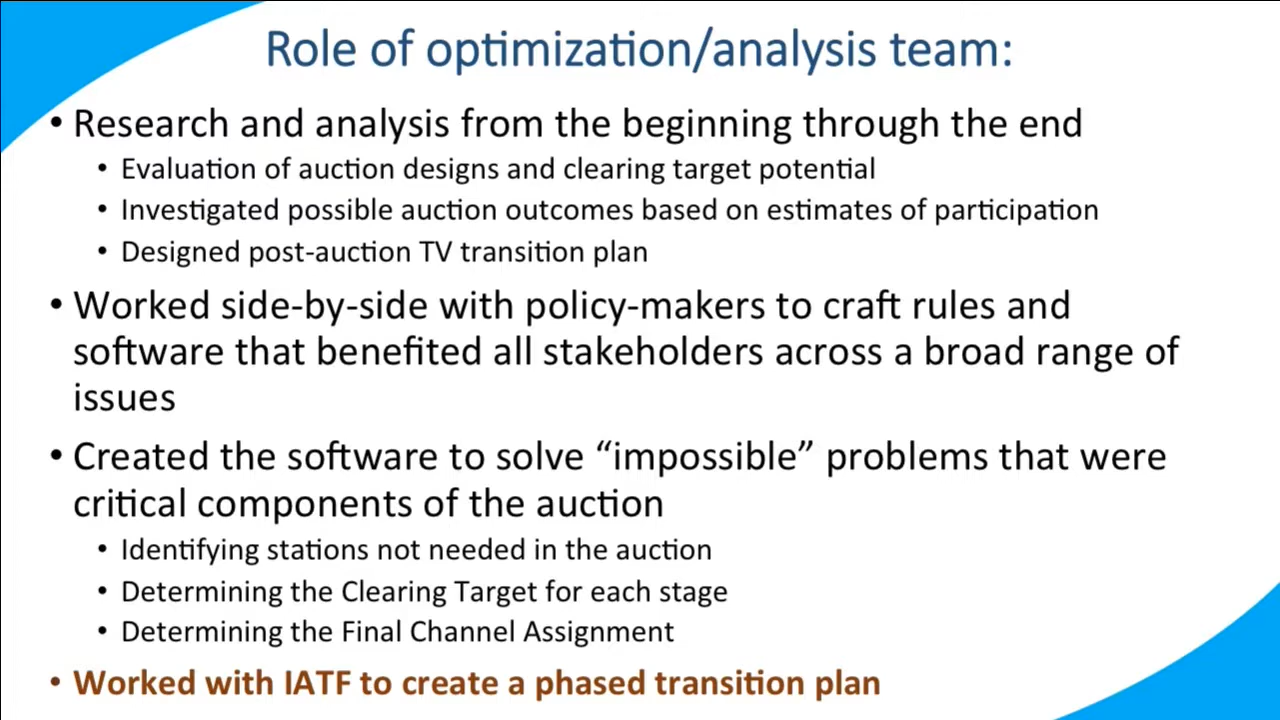 Role of optimization/analysis team:
• Research and analysis from the beginning through the end
• Evaluation of auction designs and clearing target potential
• Investigated possible auction outcomes based on estimates of participation
• Designed post-auction TV transition plan
• Worked side-by-side with policy-makers to craft rules and
software that benefited all stakeholders across a broad range of
issues
• Created the software to solve “impossible” problems that were
critical components of the auction
• Identifying stations not needed in the auction
• Determining the Clearing Target for each stage
• Determining the Final Channel Assignment
• Worked with IATF to create a phased transition plan